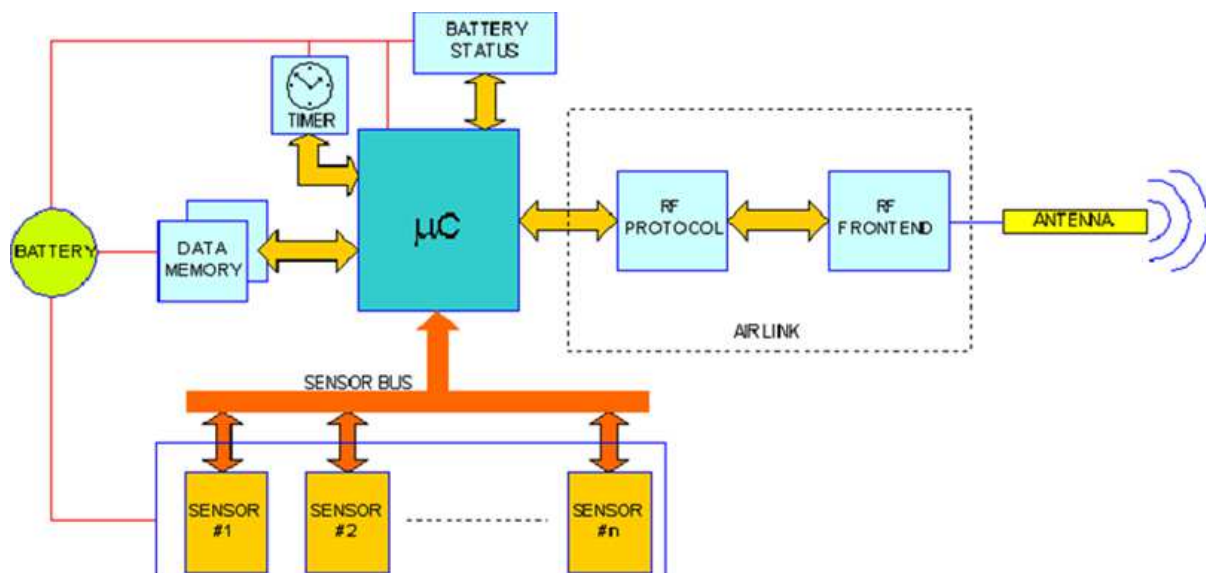 BATTERY
STATUS
TIMER
BATTERY
DATA
MEMORY
μC
RF
PROTOCOL
RF
FRONTEND
ANTENNA
AIRLINK
SENSOR BUS
SENSOR
#1
SENSOR
#2
SENSOR
#n